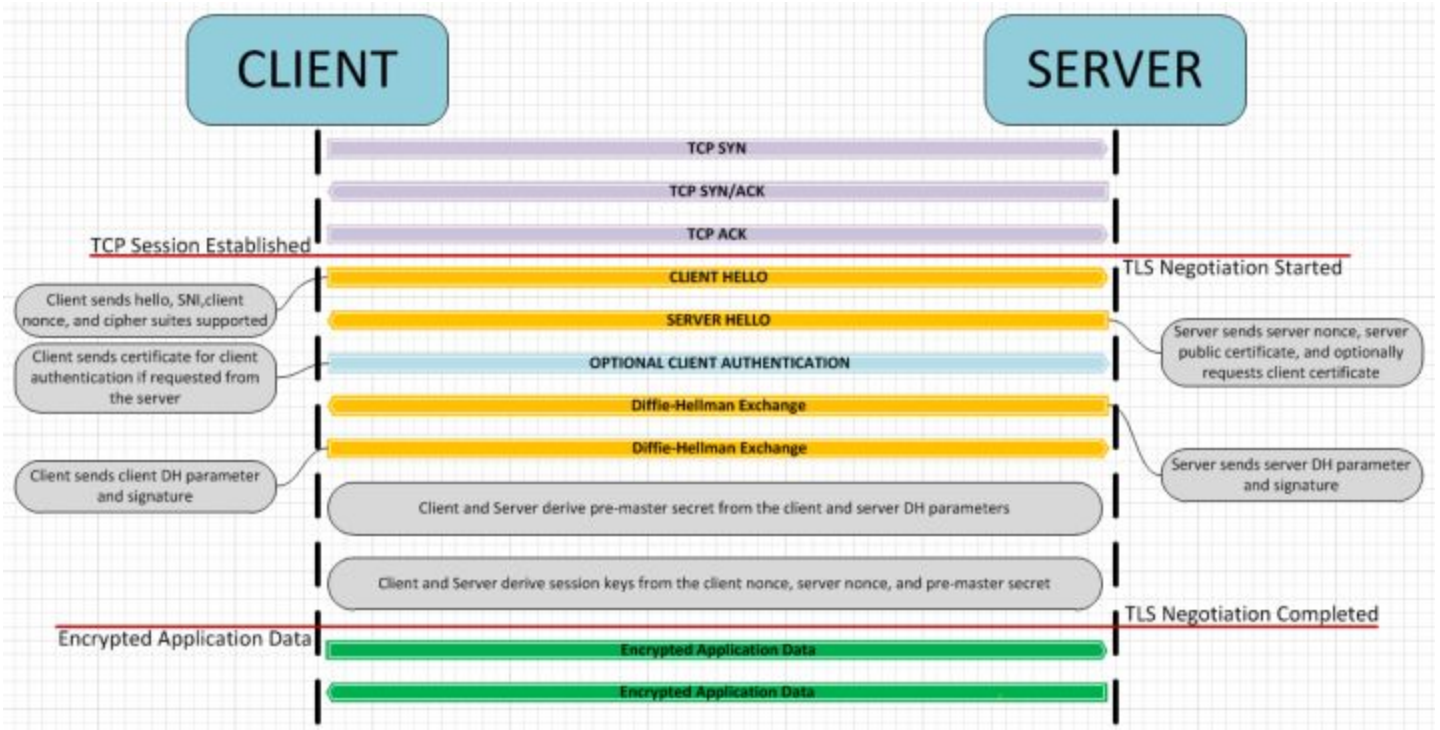 CLIENT
SERVER
TCP SYN
TCP SYN/ACK
TCP ACK
TCP Session Established
TLS Negotiation Started
CLIENT HELLO
Client sends hello, SNI,client
nonce, and cipher suites supported
SERVER HELLO
Server sends server nonce, server
public certificate, and optionally
requests client certificate
Client sends certificate for client
authentication if requested from
the server
OPTIONAL CLIENT AUTHENTICATION
Diffie-Hellman Exchange
Diffie-Hellman Exchange
Client sends client DH parameter
and signature
Server sends server DH parameter
and signature
Client and Server derive pre-master secret from the client and server DH parameters
Client and Server derive session keys from the client nonce, server nonce, and pre-master secret
TLS Negotiation Completed
Encrypted Application Data
Encrypted Application Data
Encrypted Application Data